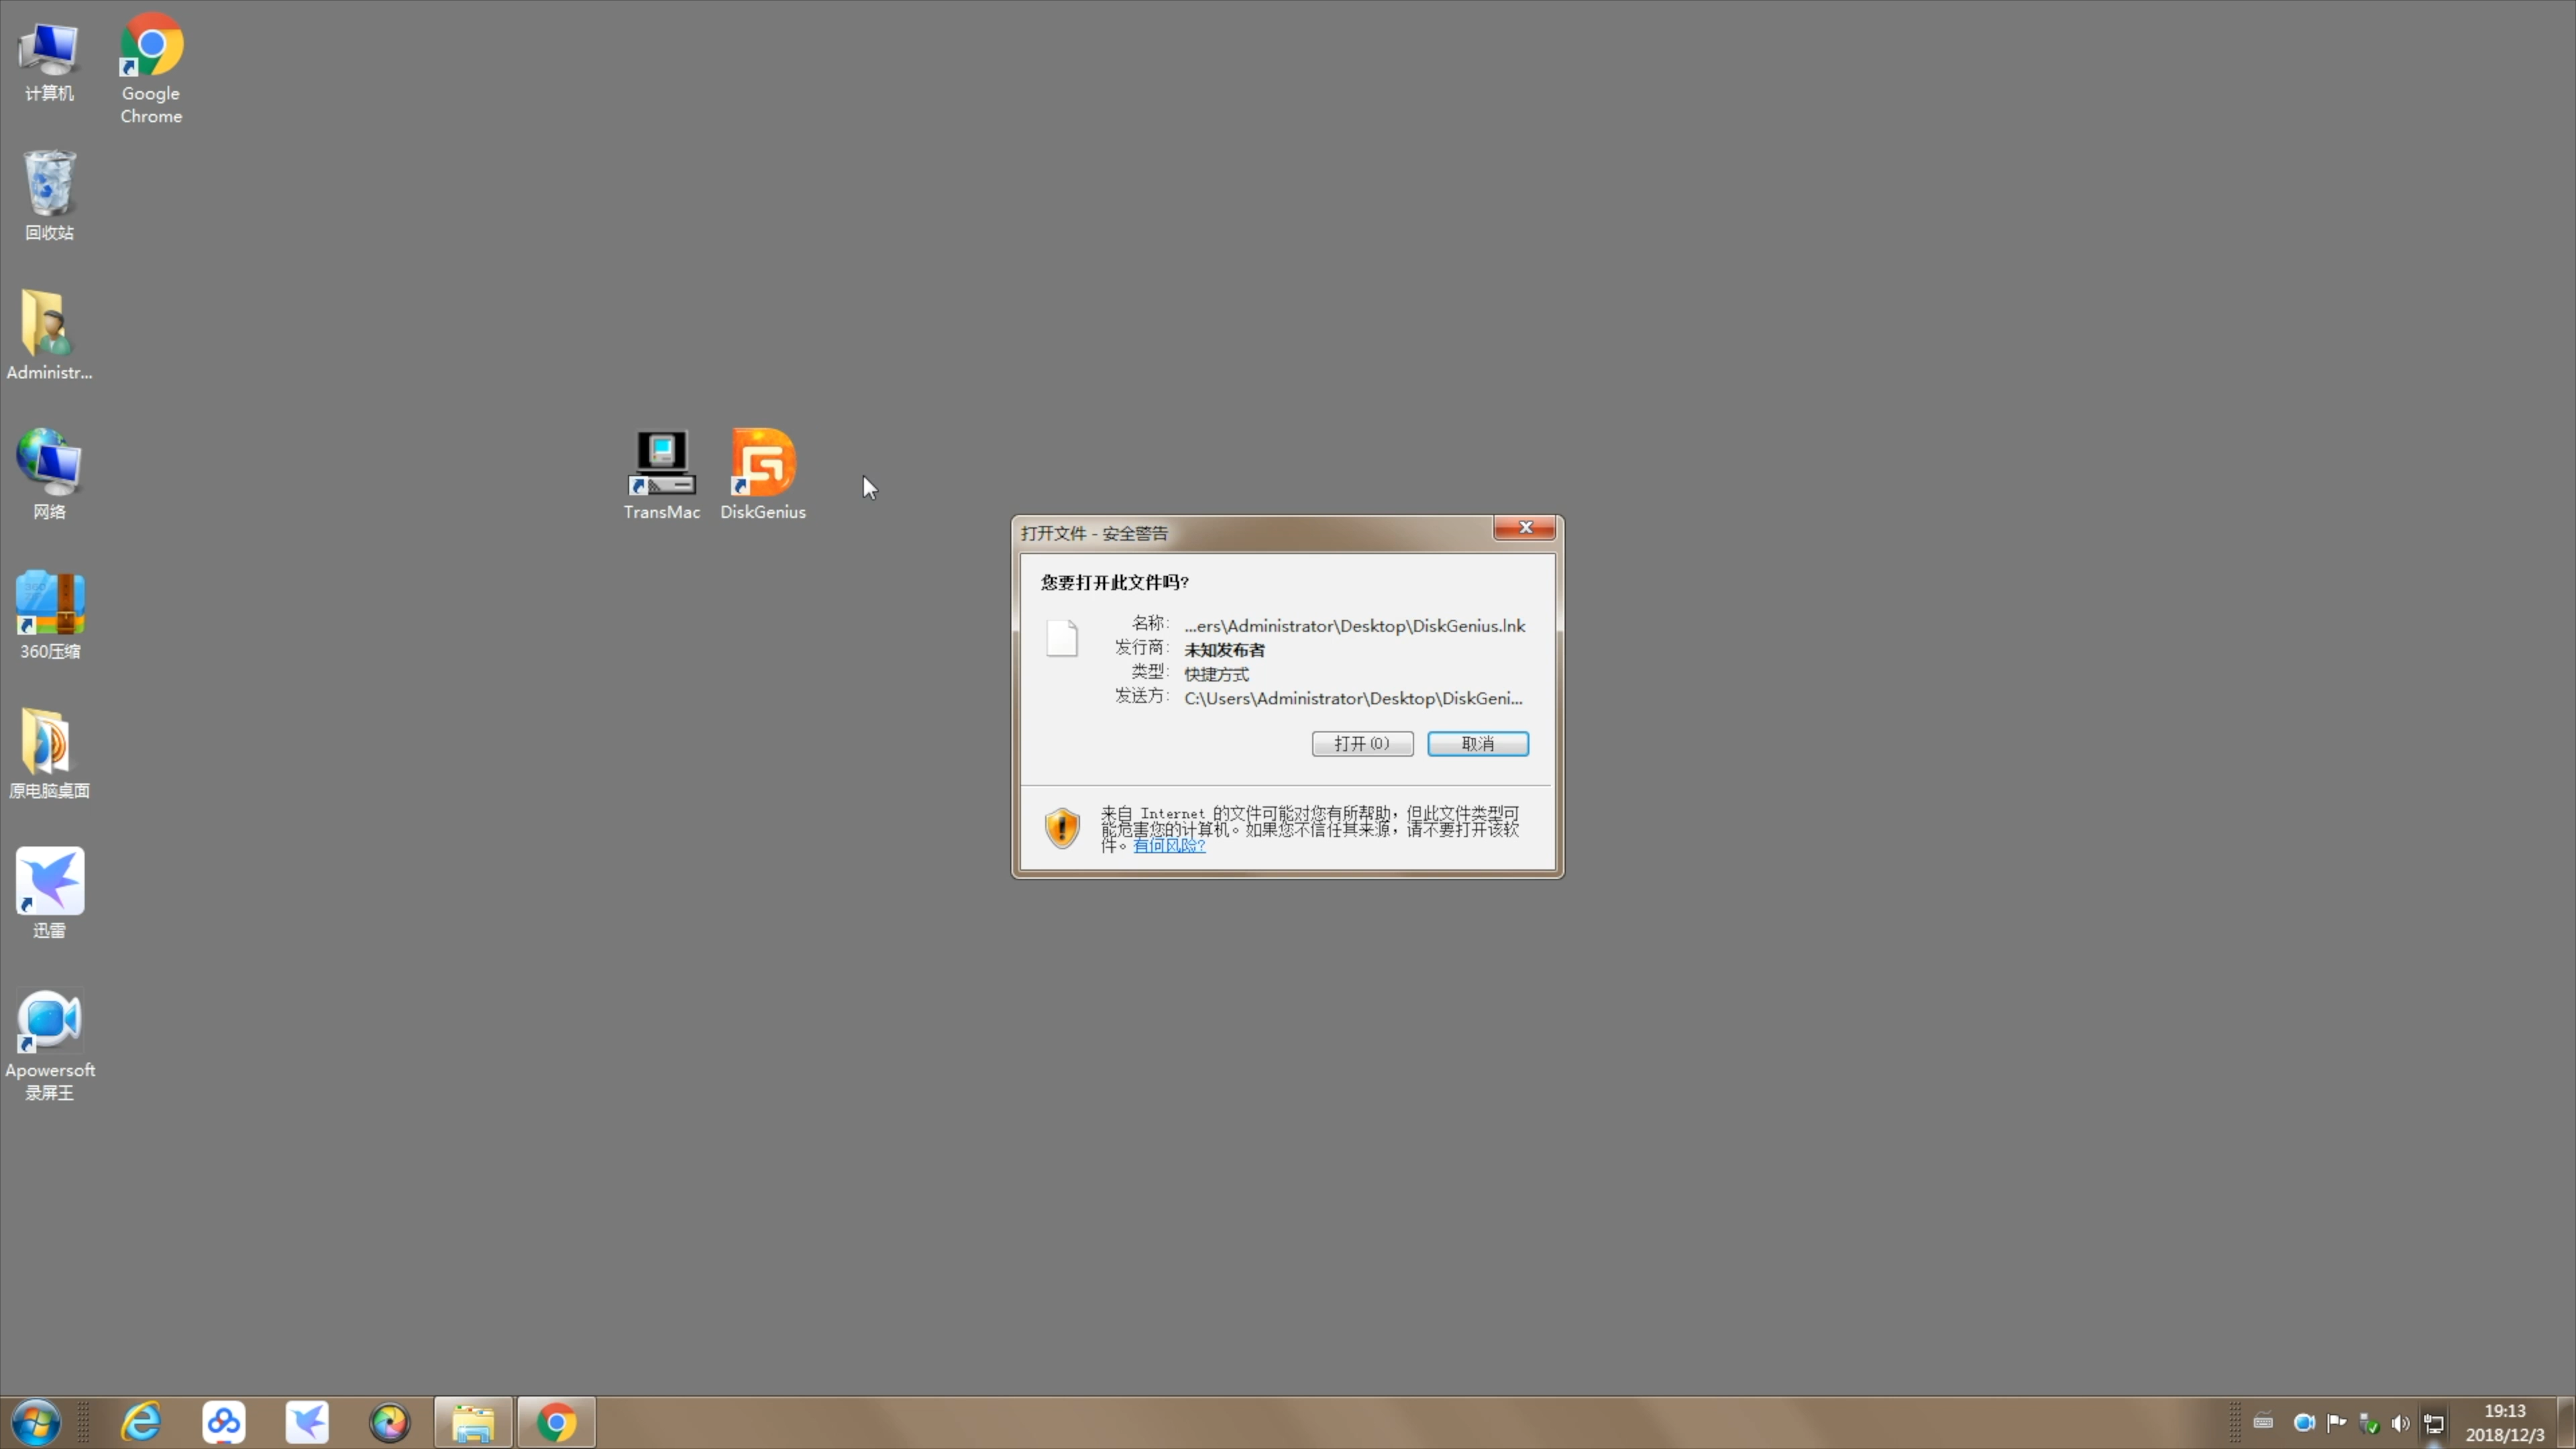 计算机
Google
Chrome
回收站
Administr...
网络
TransMac
DiskGenius
360压缩
原电脑桌面
迅雷
Apowersoft
录屏王
打开文件 - 安全警告
您要打开此文件吗?
名称: ...ers\Administrator\Desktop\DiskGenius.lnk
发行商: 未知发布者
类型: 快捷方式
发送方: C:\Users\Administrator\Desktop\DiskGeni...
打开(O)
取消
来自 Internet 的文件可能对您有所帮助，但此文件类型可
能危害您的计算机。如果您不信任其来源，请不要打开该软
件。有何风险?
19:13
2018/12/3